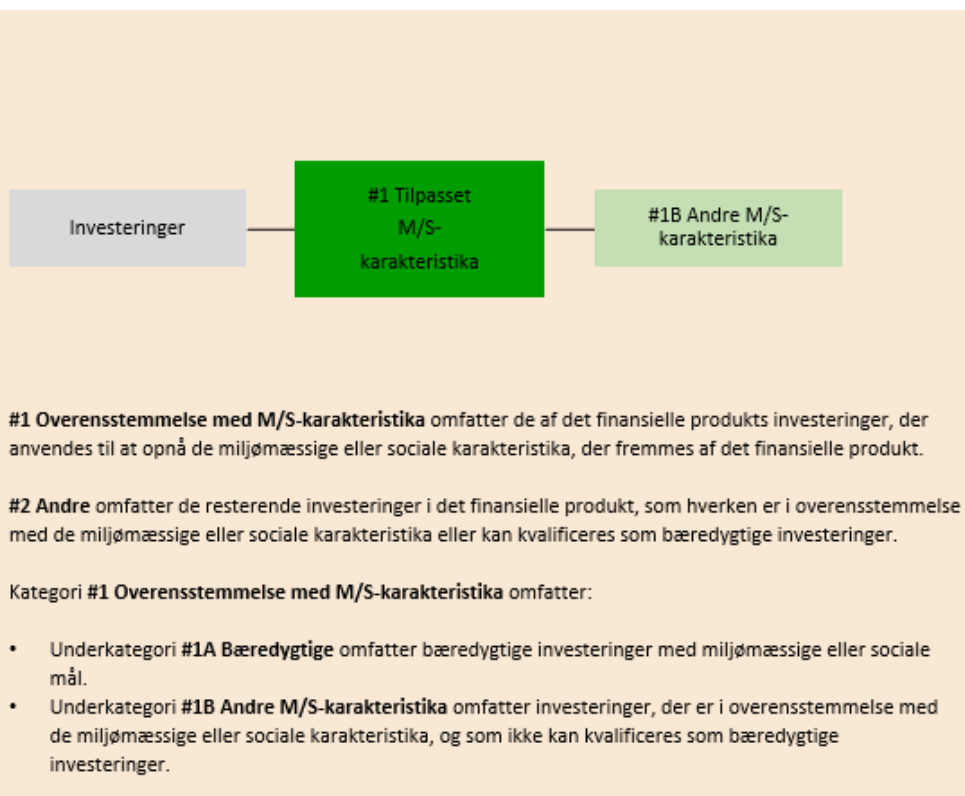 Investeringer
#1 Tilpasset
M/S-
karakteristika
#1B Andre M/S-
karakteristika
#1 Overensstemmelse med M/S-karakteristika omfatter de af det finansielle produkts investeringer, der
anvendes til at opnå de miljømæssige eller sociale karakteristika, der fremmes af det finansielle produkt.
#2 Andre omfatter de resterende investeringer i det finansielle produkt, som hverken er i overensstemmelse
med de miljømæssige eller sociale karakteristika eller kan kvalificeres som bæredygtige investeringer.
Kategori #1 Overensstemmelse med M/S-karakteristika omfatter:
• Underkategori #1A Bæredygtige omfatter bæredygtige investeringer med miljømæssige eller sociale
mål.
• Underkategori #1B Andre M/S-karakteristika omfatter investeringer, der er i overensstemmelse med
de miljømæssige eller sociale karakteristika, og som ikke kan kvalificeres som bæredygtige
investeringer.